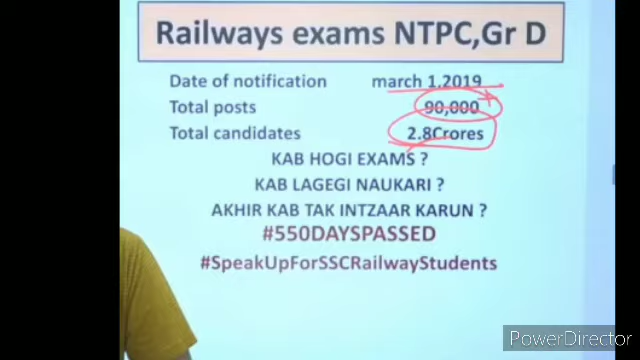 Railways exams NTPC,Gr D
Date of notification march 1,2019
Total posts 90,000
Total candidates 2.8Crores
KAB HOGI EXAMS ?
KAB LAGEGI NAUKARI ?
AKHIR KAB TAK INTZAAR KARUN ?
#550DAYSPASSED
#SpeakUpForSSCRailwayStudents
PowerDirector